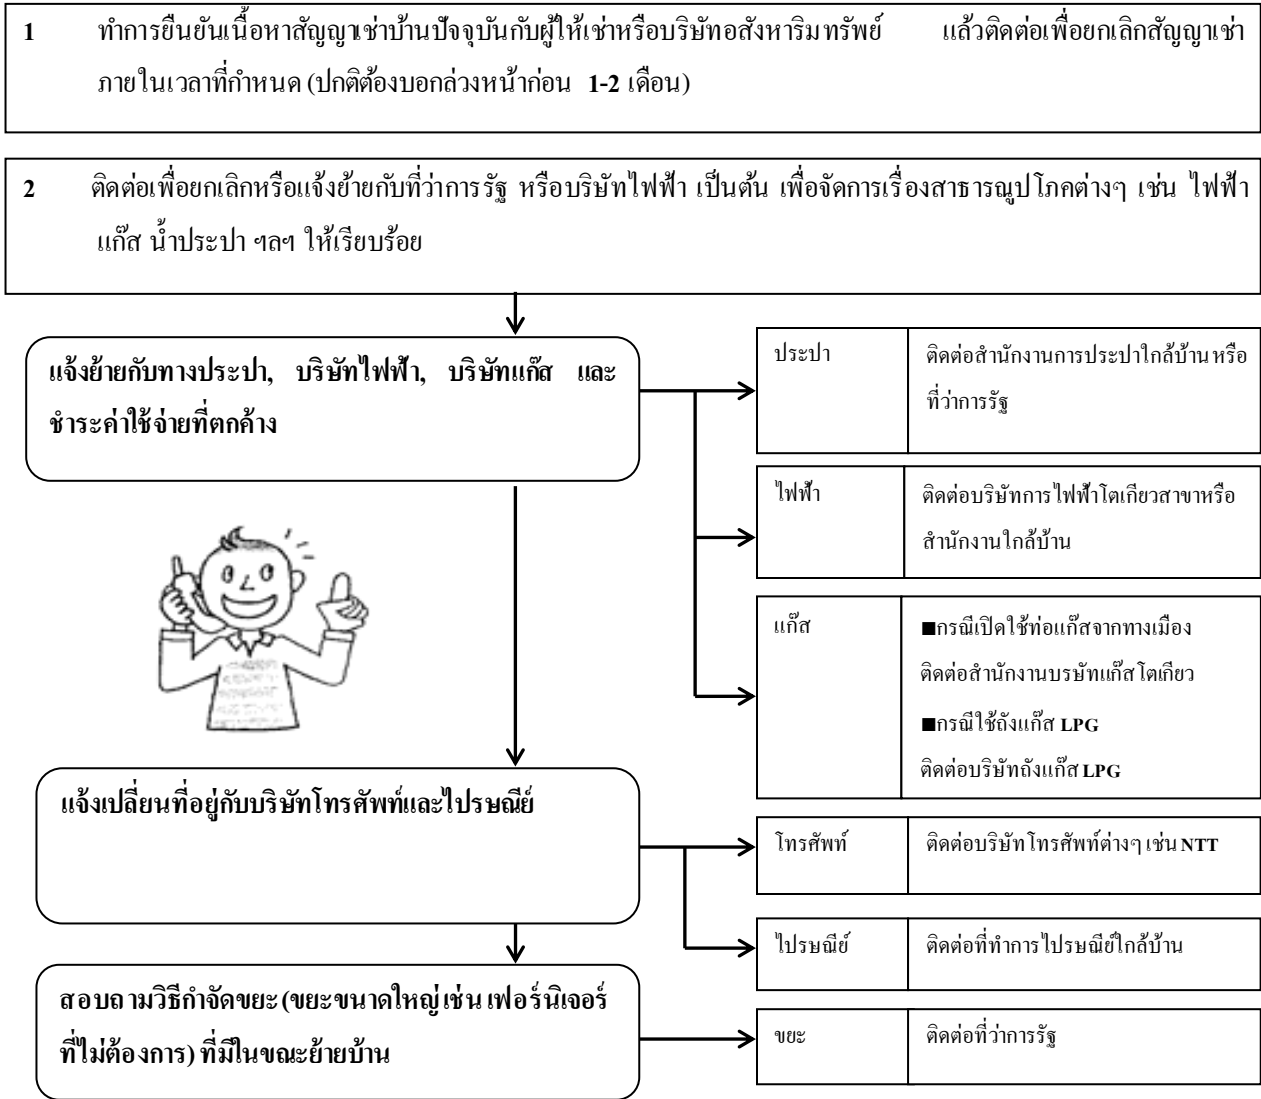 1 ทำการยืนยันเนื้อหาสัญญาเช่าบ้านปัจจุบันกับผู้ให้เช่าหรือบริษัทอสังหาริมทรัพย์ แล้วติดต่อเพื่อยกเลิกสัญญาเช่า
ภายในเวลาที่กำหนด (ปกติต้องบอกล่วงหน้าก่อน 1-2 เดือน)
2 ติดต่อเพื่อยกเลิกหรือแจ้งย้ายกับที่ว่าการรัฐ หรือบริษัทไฟฟ้า เป็นต้น เพื่อจัดการเรื่องสาธารณูปโภคต่างๆ เช่น ไฟฟ้า
แก๊ส น้ำประปา ฯลฯ ให้เรียบร้อย
แจ้งย้ายกับทางประปา, บริษัทไฟฟ้า, บริษัทแก๊ส และ
ชำระค่าใช้จ่ายที่ตกค้าง
ประปา
ติดต่อสำนักงานการประปาใกล้บ้านหรือ
ที่ว่าการรัฐ
ไฟฟ้า
ติดต่อบริษัทการไฟฟ้าโตเกียวสาขาหรือ
สำนักงานใกล้บ้าน
แก๊ส
■กรณีเปิดใช้ท่อแก๊สจากทางเมือง
ติดต่อสำนักงานบรษัทแก๊สโตเกียว
■กรณีใช้ถังแก๊ส LPG
ติดต่อบริษัทถังแก๊ส LPG
แจ้งเปลี่ยนที่อยู่กับบริษัทโทรศัพท์และไปรษณีย์
โทรศัพท์
ติดต่อบริษัทโทรศัพท์ต่างๆ เช่น NTT
ไปรษณีย์
ติดต่อที่ทำการไปรษณีย์ใกล้บ้าน
สอบถามวิธีกำจัดขยะ (ขยะขนาดใหญ่เช่น เฟอร์นิเจอร์
ที่ไม่ต้องการ) ที่มีในขณะย้ายบ้าน
ขยะ
ติดต่อที่ว่าการรัฐ